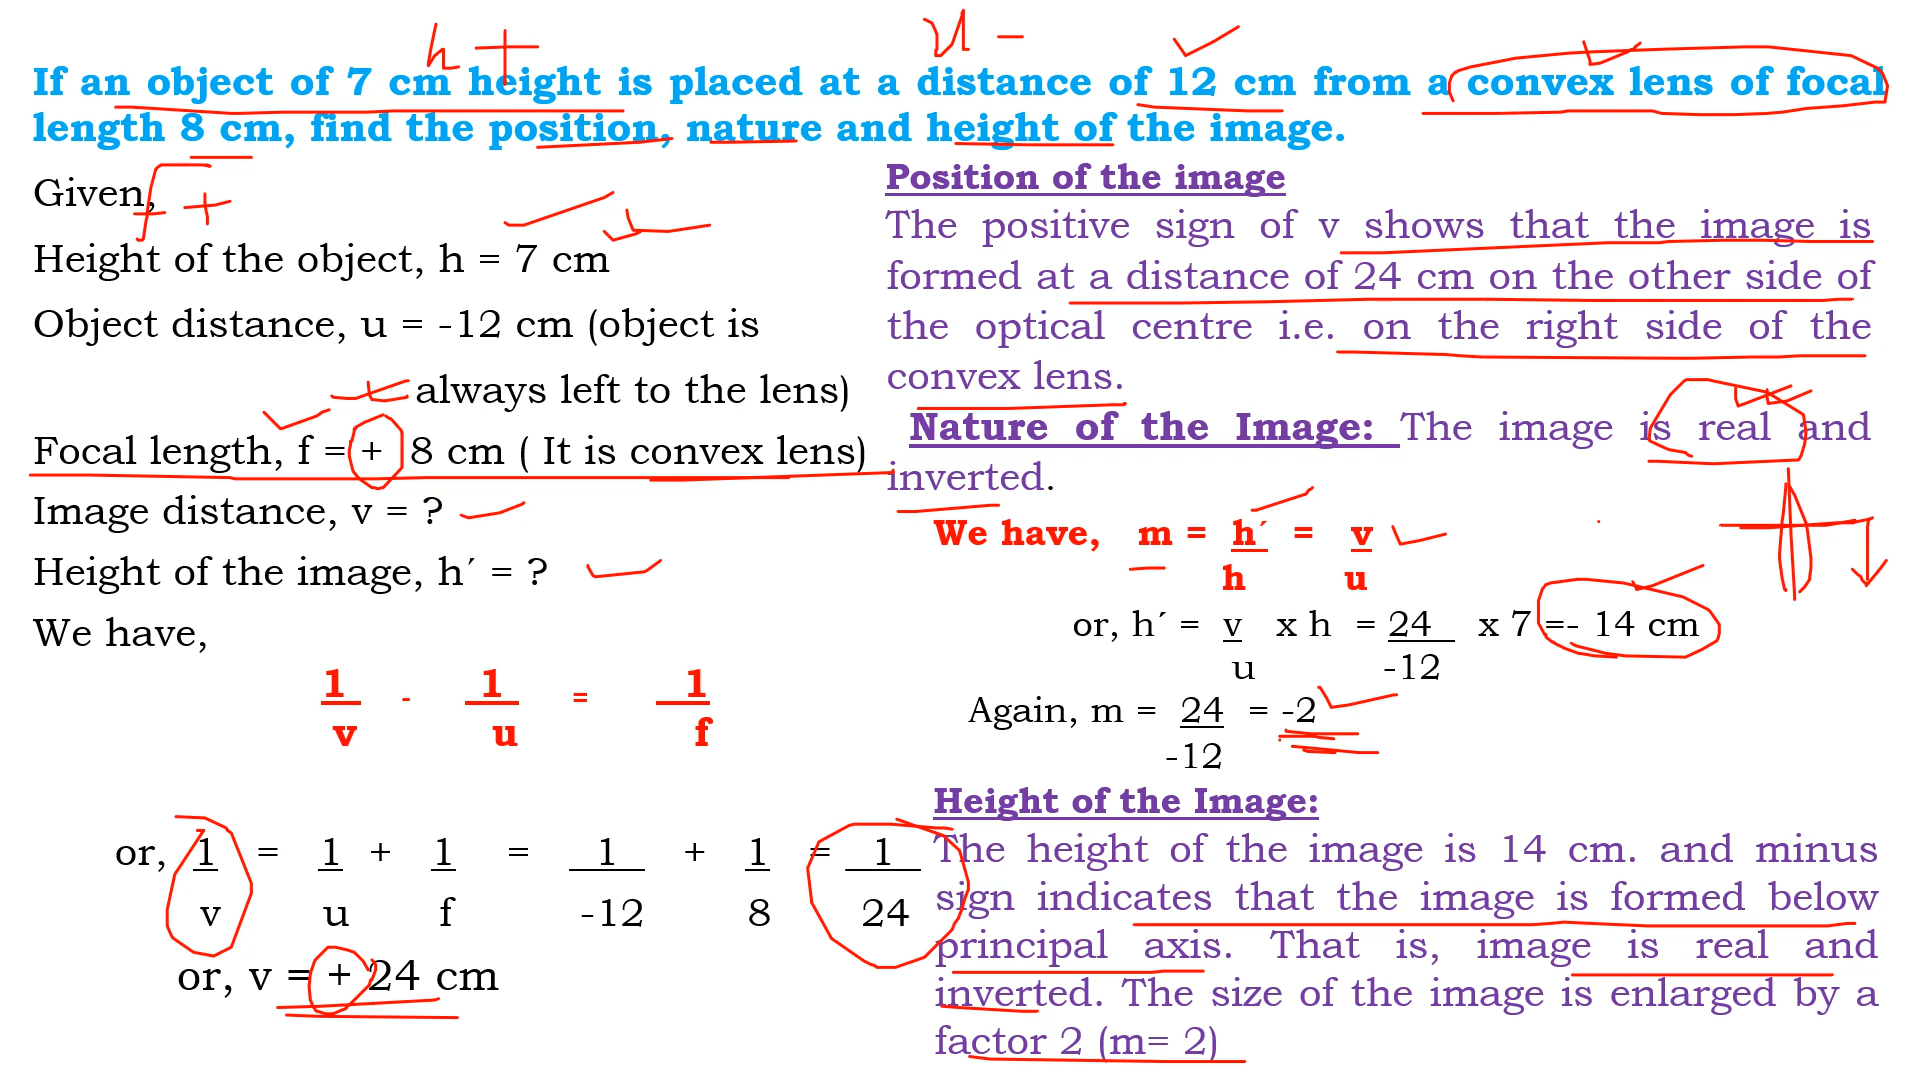 h +
u -
If an object of 7 cm height is placed at a distance of 12 cm from a convex lens of focal
length 8 cm, find the position, nature and height of the image.
Given,
f +
Height of the object, h = 7 cm
Object distance, u = -12 cm (object is
always left to the lens)
Focal length, f = + 8 cm ( It is convex lens)
Image distance, v = ?
Height of the image, h´ = ?
We have,
1 - 1 = 1
v u f
or, 1 = 1 + 1 = 1 + 1 = 1
v u f -12 8 24
or, v = + 24 cm
Position of the image
The positive sign of v shows that the image is
formed at a distance of 24 cm on the other side of
the optical centre i.e. on the right side of the
convex lens.
Nature of the Image: The image is real and
inverted.
We have, m = h´ = v
h u
or, h´ = v x h = 24 x 7 =- 14 cm
u -12
Again, m = 24 = -2
-12
Height of the Image:
The height of the image is 14 cm. and minus
sign indicates that the image is formed below
principal axis. That is, image is real and
inverted. The size of the image is enlarged by a
factor 2 (m= 2)